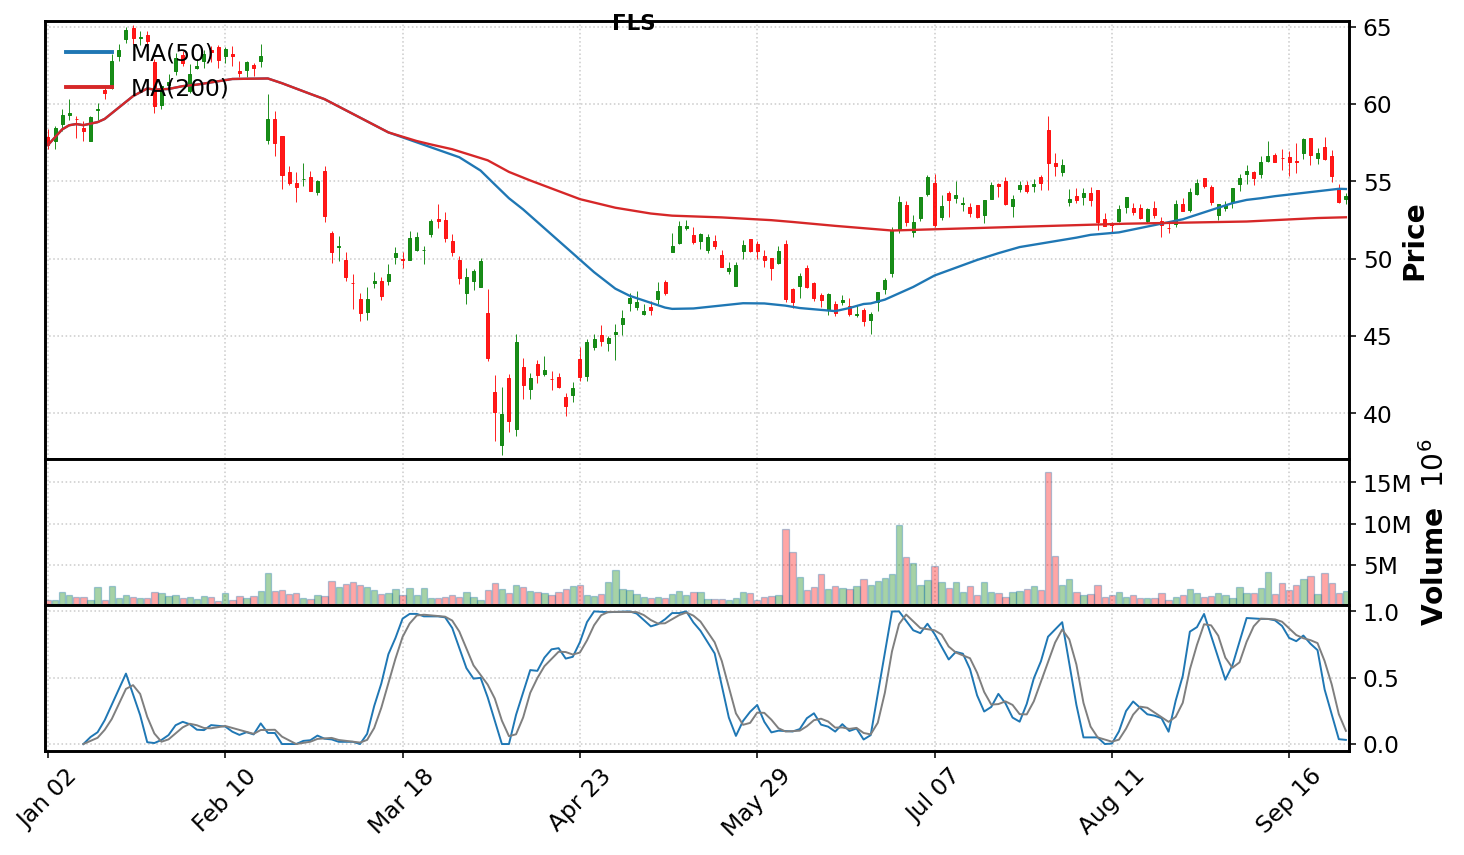 FLS
MA(50)
MA(200)
65
60
55
50
45
40
Price
15M
10M
5M
Volume 10^6
1.0
0.5
0.0
Jan 02
Feb 10
Mar 18
Apr 23
May 29
Jul 07
Aug 11
Sep 16